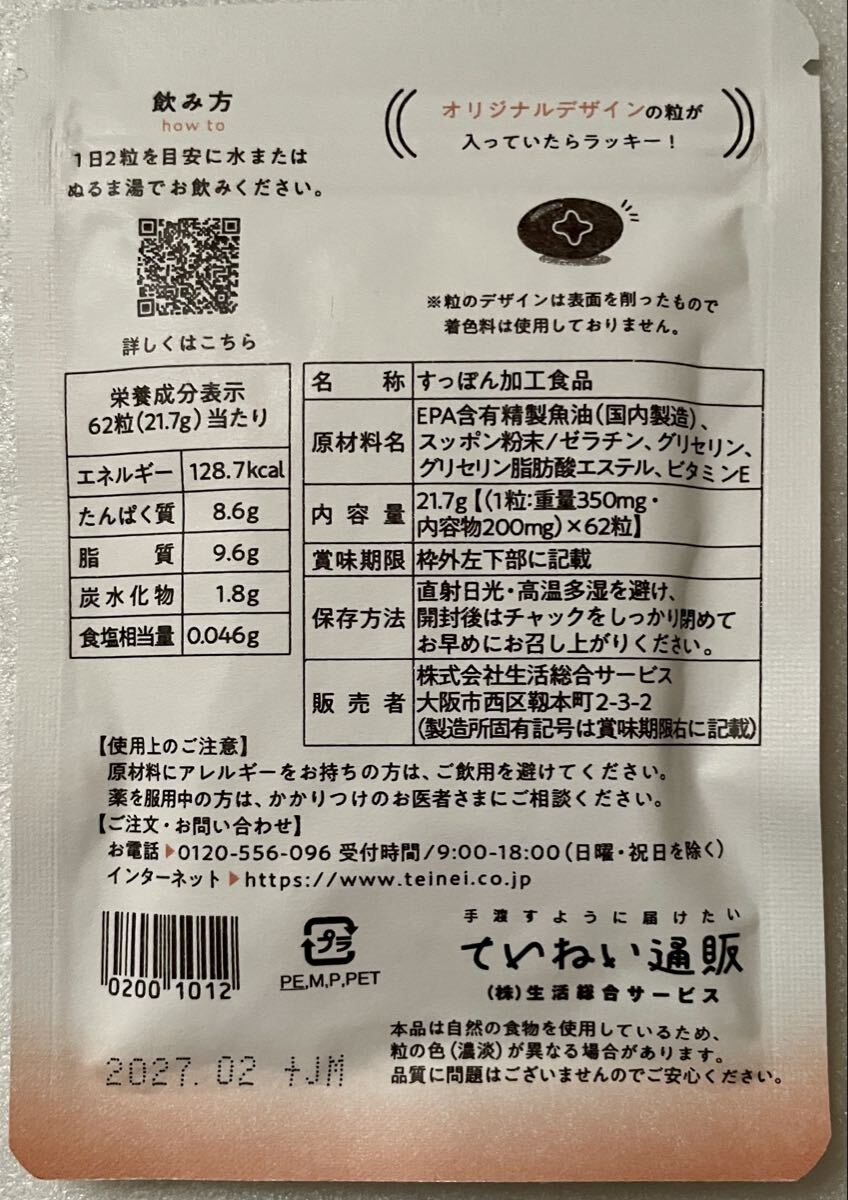 飲み方
how to
1日2粒を目安に水または
ぬるま湯でお飲みください。
詳しくはこちら
オリジナルデザインの粒が
入っていたらラッキー！
※粒のデザインは表面を削ったもので
着色料は使用しておりません。
栄養成分表示
62粒(21.7g)当たり
エネルギー 128.7kcal
たんぱく質 8.6g
脂質 9.6g
炭水化物 1.8g
食塩相当量 0.046g
名称 すっぽん加工食品
原材料名 EPA含有精製魚油(国内製造)、
スッポン粉末/ゼラチン、グリセリン、
グリセリン脂肪酸エステル、ビタミンE
内容量 21.7g【(1粒:重量350mg・
内容物200mg)×62粒】
賞味期限 枠外左下部に記載
保存方法 直射日光・高温多湿を避け、
開封後はチャックをしっかり閉めて
お早めにお召し上がりください。
販売者 株式会社生活総合サービス
大阪市西区靱本町2-3-2
(製造所固有記号は賞味期限右に記載)
【使用上のご注意】
原材料にアレルギーをお持ちの方は、ご飲用を避けてください。
薬を服用中の方は、かかりつけのお医者さまにご相談ください。
【ご注文・お問い合わせ】
お電話▶0120-556-096 受付時間/9:00-18:00(日曜・祝日を除く)
インターネット▶https://www.teinei.co.jp
02001012
プラ
PE,M,P,PET
手渡すように届けたい
ていねい通販
(株)生活総合サービス
本品は自然の食物を使用しているため、
粒の色(濃淡)が異なる場合があります。
品質に問題はございませんのでご安心ください。
2027.02 +JM